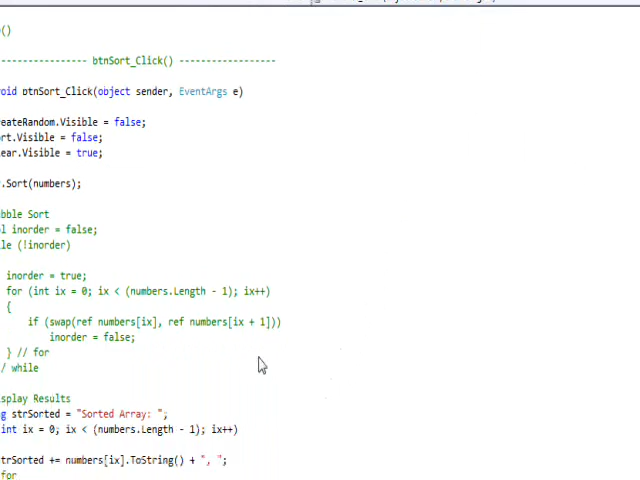 ()
---------------- btnSort_Click() ------------------
oid btnSort_Click(object sender, EventArgs e)
eateRandom.Visible = false;
rt.Visible = false;
ear.Visible = true;
.Sort(numbers);
bble Sort
l inorder = false;
le (!inorder)
inorder = true;
for (int ix = 0; ix < (numbers.Length - 1); ix++)
{
if (swap(ref numbers[ix], ref numbers[ix + 1]))
inorder = false;
} // for
/ while
splay Results
g strSorted = "Sorted Array: ";
int ix = 0; ix < (numbers.Length - 1); ix++)
trSorted += numbers[ix].ToString() + ", ";
for